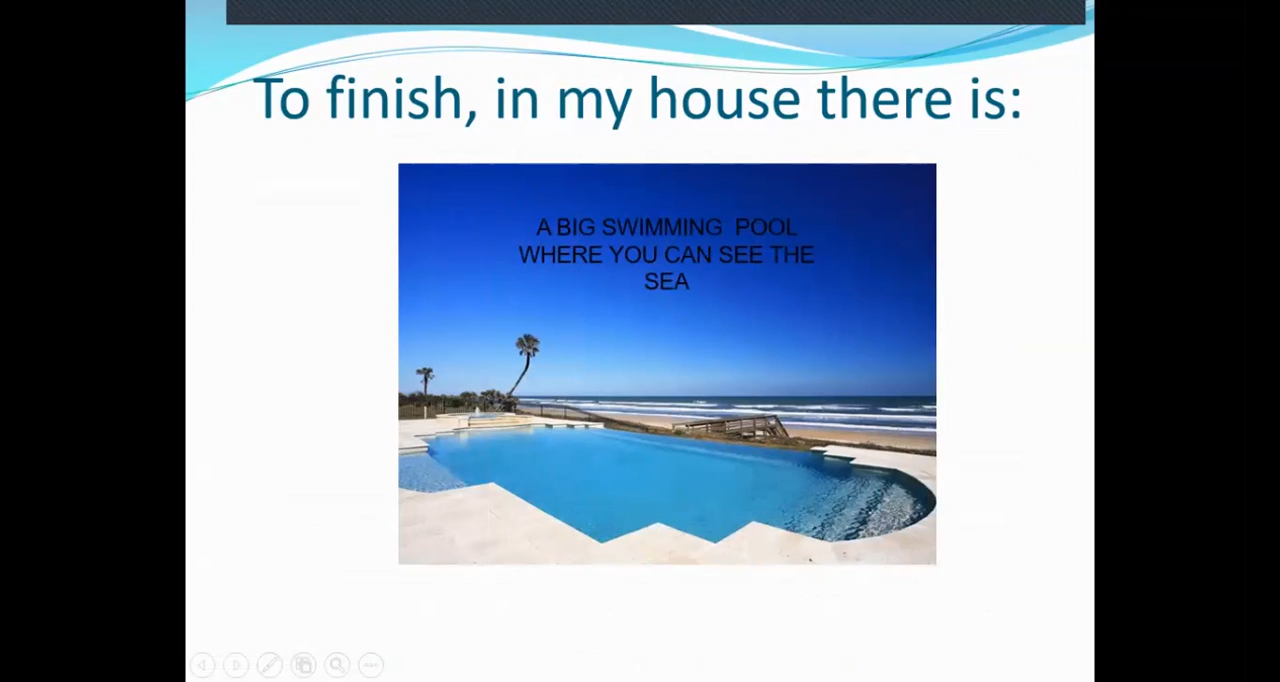 To finish, in my house there is:
A BIG SWIMMING POOL
WHERE YOU CAN SEE THE
SEA